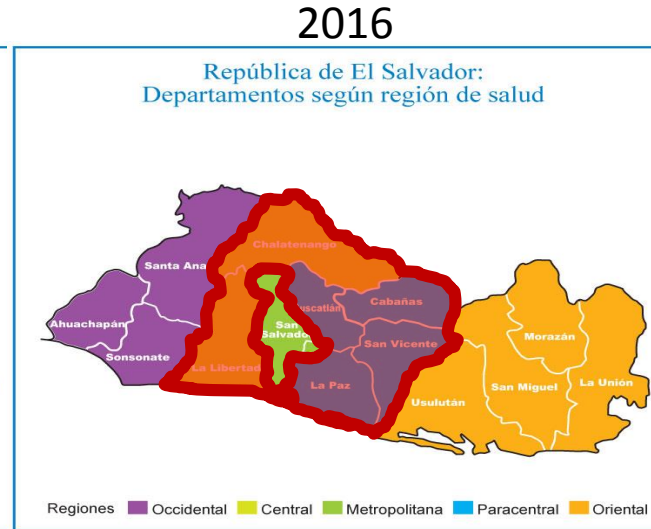 2016
República de El Salvador:
Departamentos según región de salud
Chalatenango
Santa Ana
Cabañas
uscatlán
San
Salvador
Ahuachapán
Morazán
San Vicente
Sonsonate
La Libertad
La Unión
La Paz
San Miguel
Usulután
Regiones Occidental Central Metropolitana Paracentral Oriental